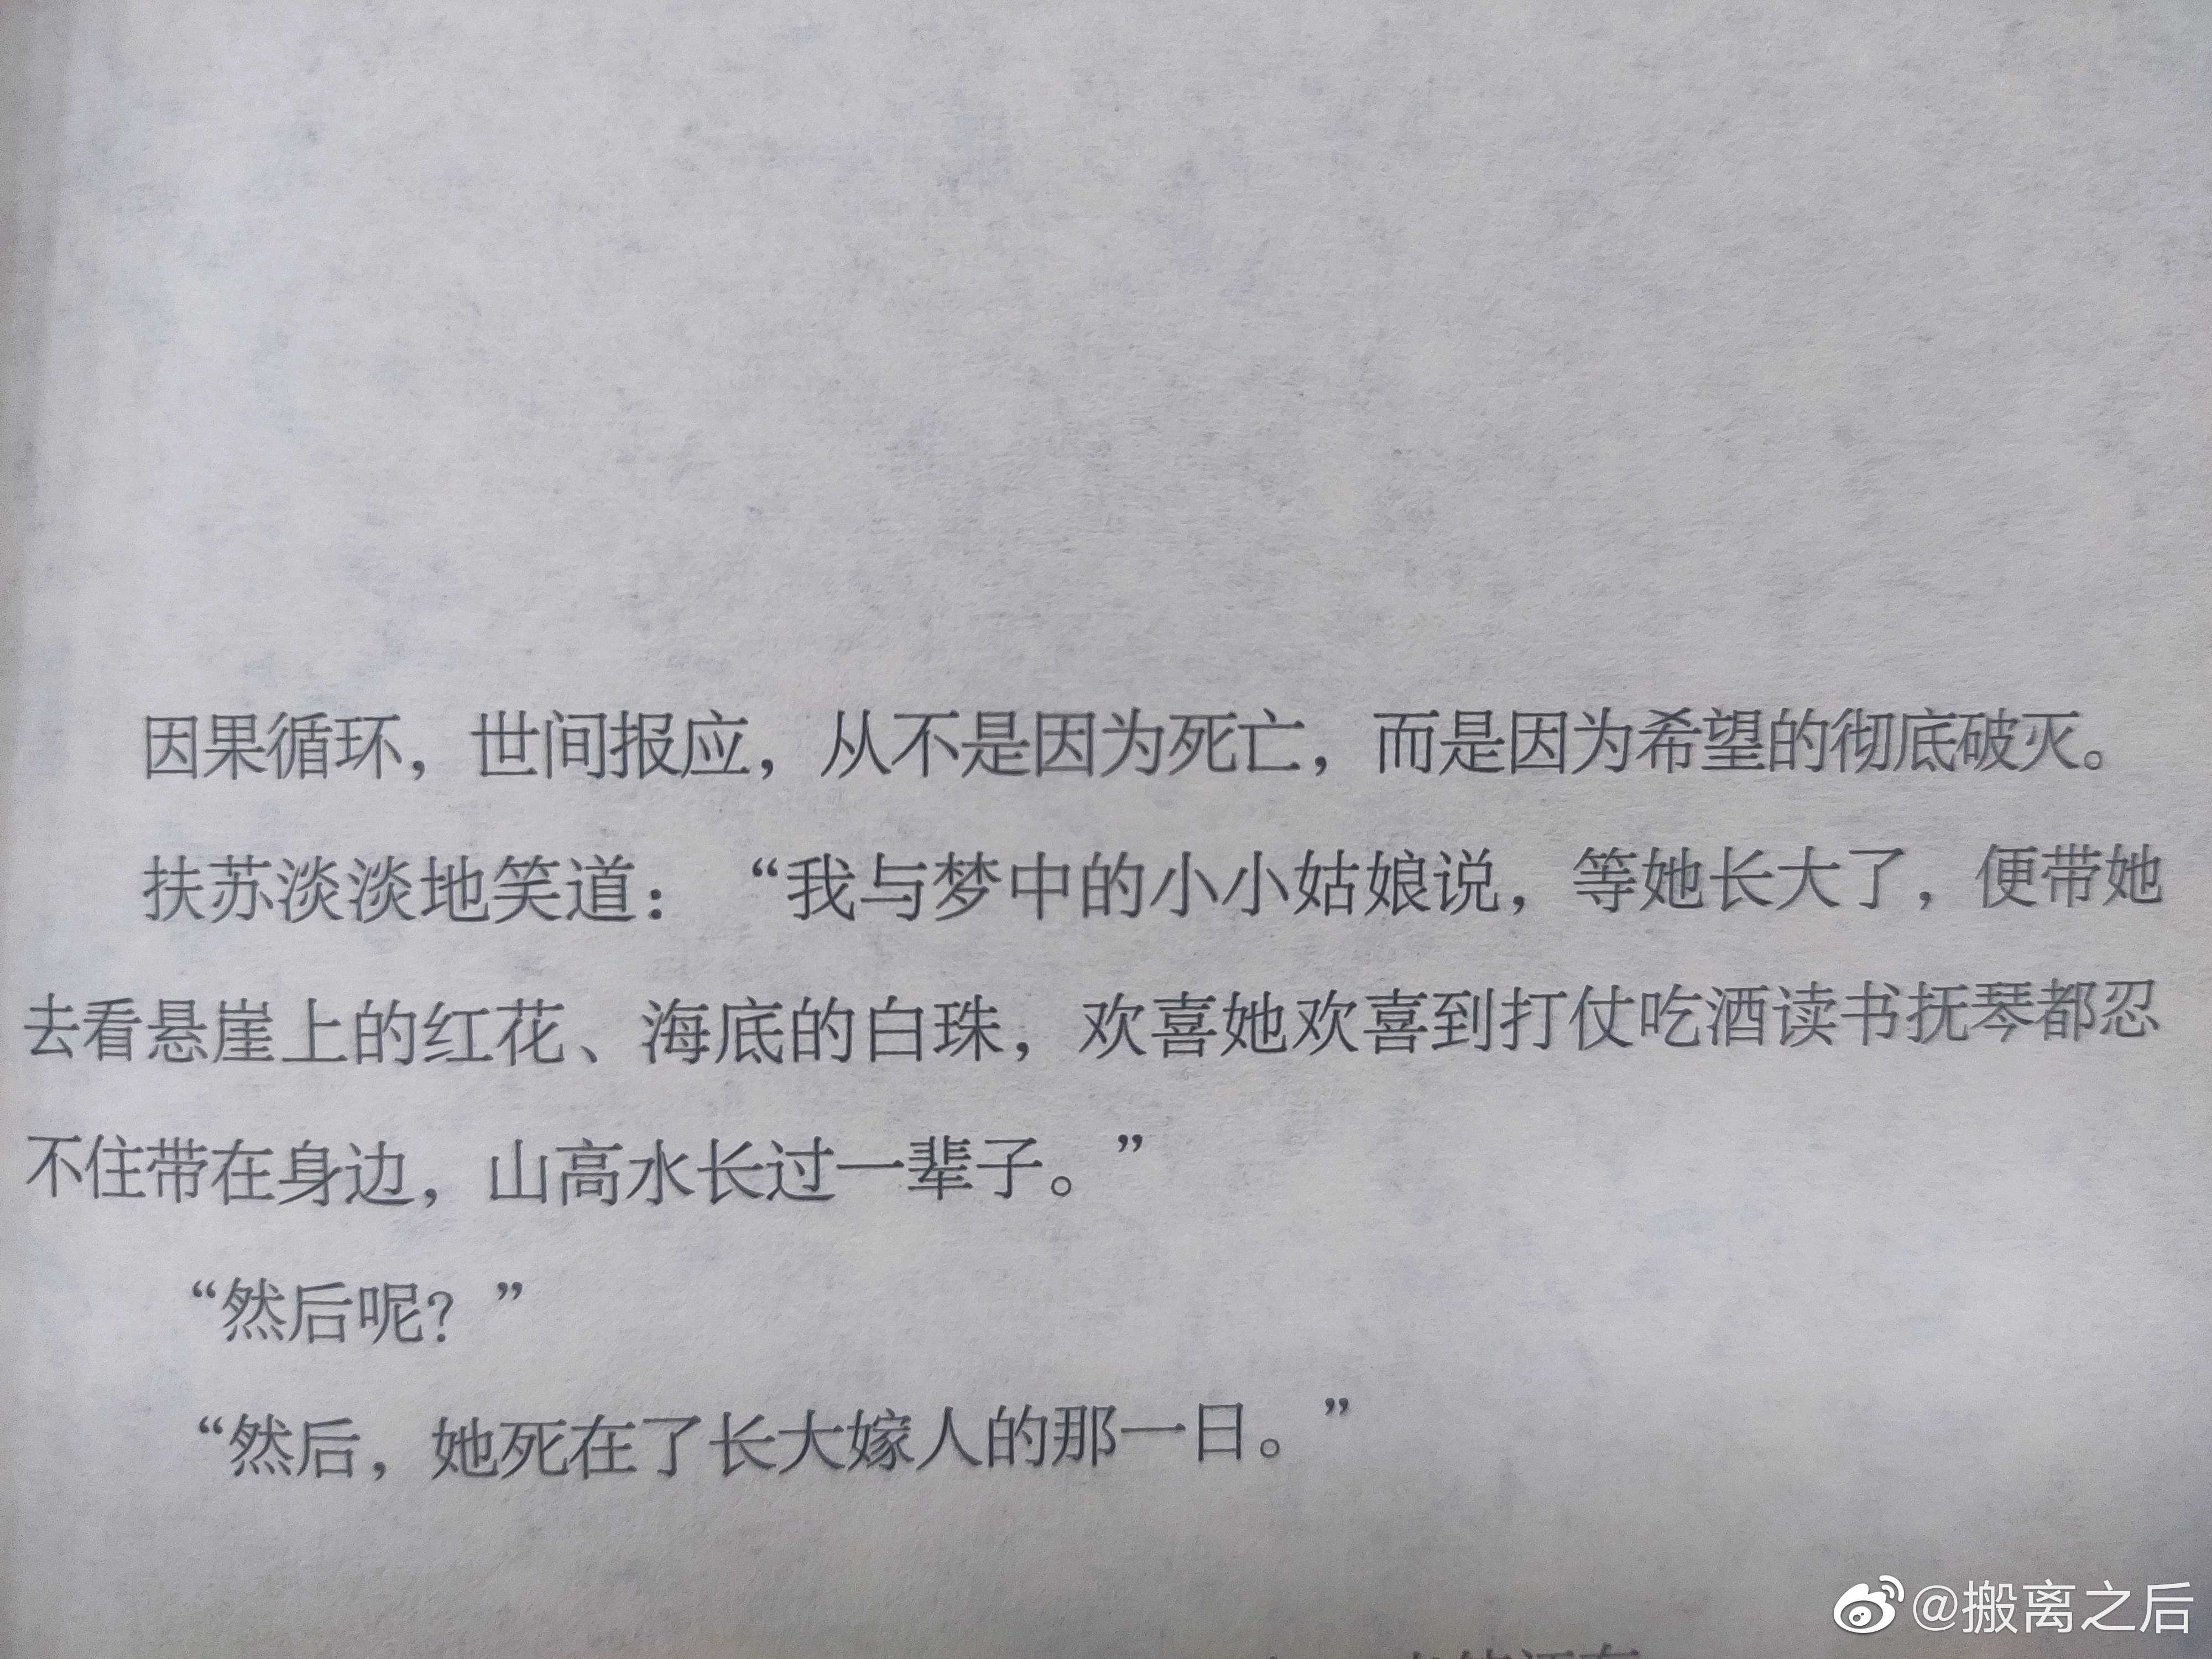 因果循环，世间报应，从不是因为死亡，而是因为希望的彻底破灭。
扶苏淡淡地笑道：“我与梦中的小小姑娘说，等她长大了，便带她
去看悬崖上的红花、海底的白珠，欢喜她欢喜到打仗吃酒读书抚琴都忍
不住带在身边，山高水长过一辈子。”
“然后呢？”
“然后，她死在了长大嫁人的那一日。”
@搬离之后